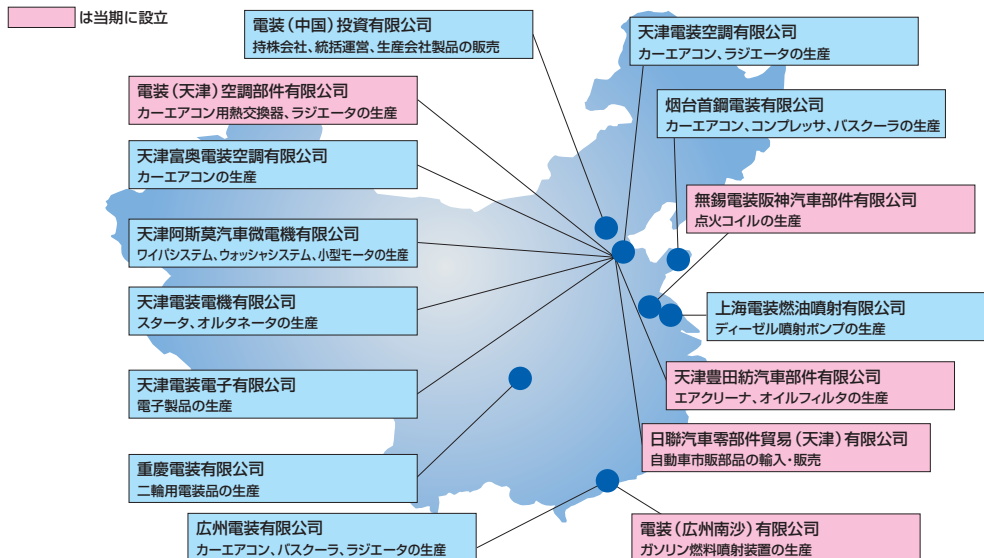 は当期に設立
電装(中国)投資有限公司
持株会社、統括運営、生産会社製品の販売
天津電装空調有限公司
カーエアコン、ラジエータの生産
電装(天津)空調部件有限公司
カーエアコン用熱交換器、ラジエータの生産
烟台首鋼電装有限公司
カーエアコン、コンプレッサ、バスクーラの生産
天津富奥電装空調有限公司
カーエアコンの生産
無錫電装阪神汽車部件有限公司
点火コイルの生産
天津阿斯莫汽車微電機有限公司
ワイパシステム、ウォッシャシステム、小型モータの生産
天津電装電機有限公司
スタータ、オルタネータの生産
上海電装燃油噴射有限公司
ディーゼル噴射ポンプの生産
天津電装電子有限公司
電子製品の生産
天津豊田紡汽車部件有限公司
エアクリーナ、オイルフィルタの生産
日聯汽車零部件貿易(天津)有限公司
自動車市販部品の輸入・販売
重慶電装有限公司
二輪用電装品の生産
広州電装有限公司
カーエアコン、バスクーラ、ラジエータの生産
電装(広州南沙)有限公司
ガソリン燃料噴射装置の生産